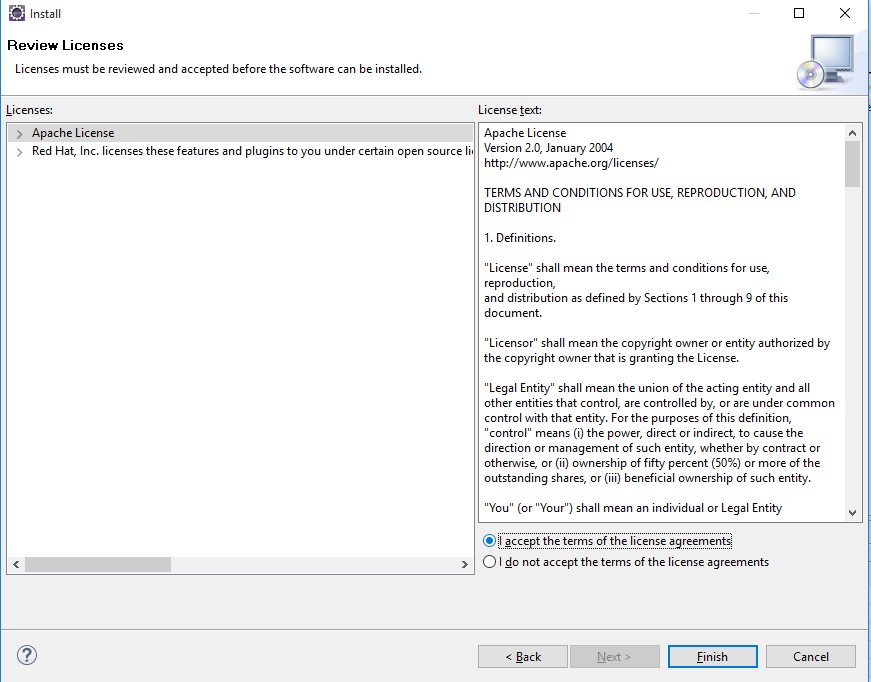 Install
Review Licenses
Licenses must be reviewed and accepted before the software can be installed.
Licenses:
Apache License
Red Hat, Inc. licenses these features and plugins to you under certain open source
License text:
Apache License
Version 2.0, January 2004
http://www.apache.org/licenses/
TERMS AND CONDITIONS FOR USE, REPRODUCTION, AND
DISTRIBUTION
1. Definitions.
"License" shall mean the terms and conditions for use,
reproduction,
and distribution as defined by Sections 1 through 9 of this
document.
"Licensor" shall mean the copyright owner or entity authorized by
the copyright owner that is granting the License.
"Legal Entity" shall mean the union of the acting entity and all
other entities that control, are controlled by, or are under common
control with that entity. For the purposes of this definition,
"control" means (i) the power, direct or indirect, to cause the
direction or management of such entity, whether by contract or
otherwise, or (ii) ownership of fifty percent (50%) or more of the
outstanding shares, or (iii) beneficial ownership of such entity.
"You" (or "Your") shall mean an individual or Legal Entity
I accept the terms of the license agreements
I do not accept the terms of the license agreements
?
< Back
Next >
Finish
Cancel